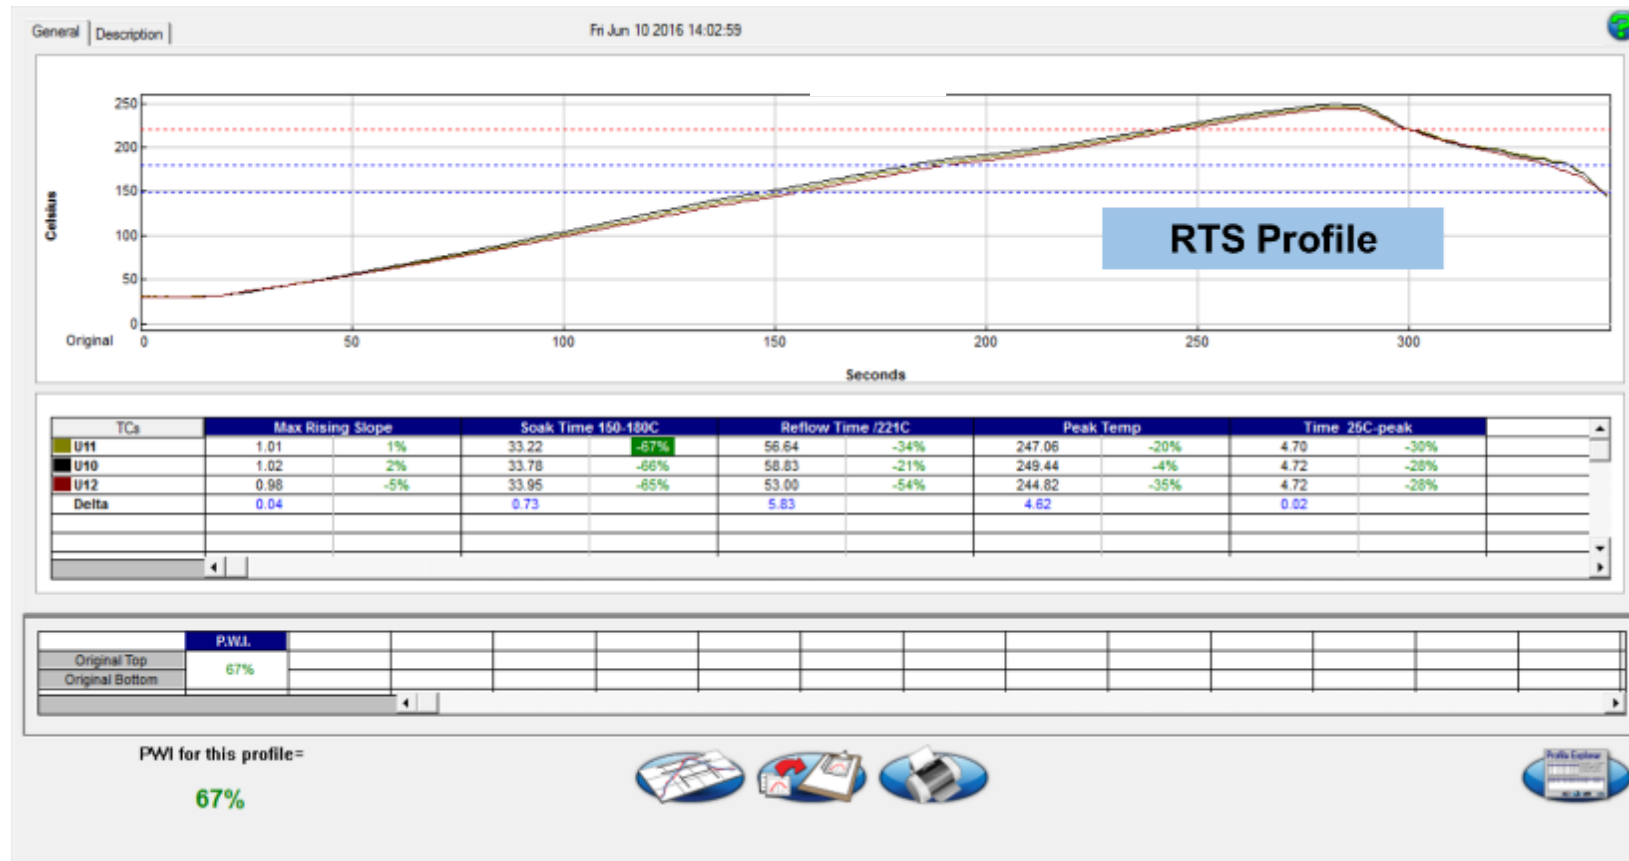 General Description Fri Jun 10 2016 14:02:59
250
200
150
100
50
0
Celsius
RTS Profile
Original 0 50 100 150 200 250 300
Seconds
TCs Max Rising Slope Soak Time 150-180C Reflow Time /221C Peak Temp Time 25C-peak
U11 1.01 1% 33.22 -67% 56.64 -34% 247.06 -20% 4.70 -30%
U10 1.02 2% 33.78 -66% 58.83 -21% 249.44 -4% 4.72 -28%
U12 0.98 -5% 33.95 -65% 53.00 -54% 244.82 -35% 4.72 -28%
Delta 0.04 0.73 5.83 4.62 0.02
P.W.I.
Original Top
67%
Original Bottom
PWI for this profile=
67%
Profile Explorer